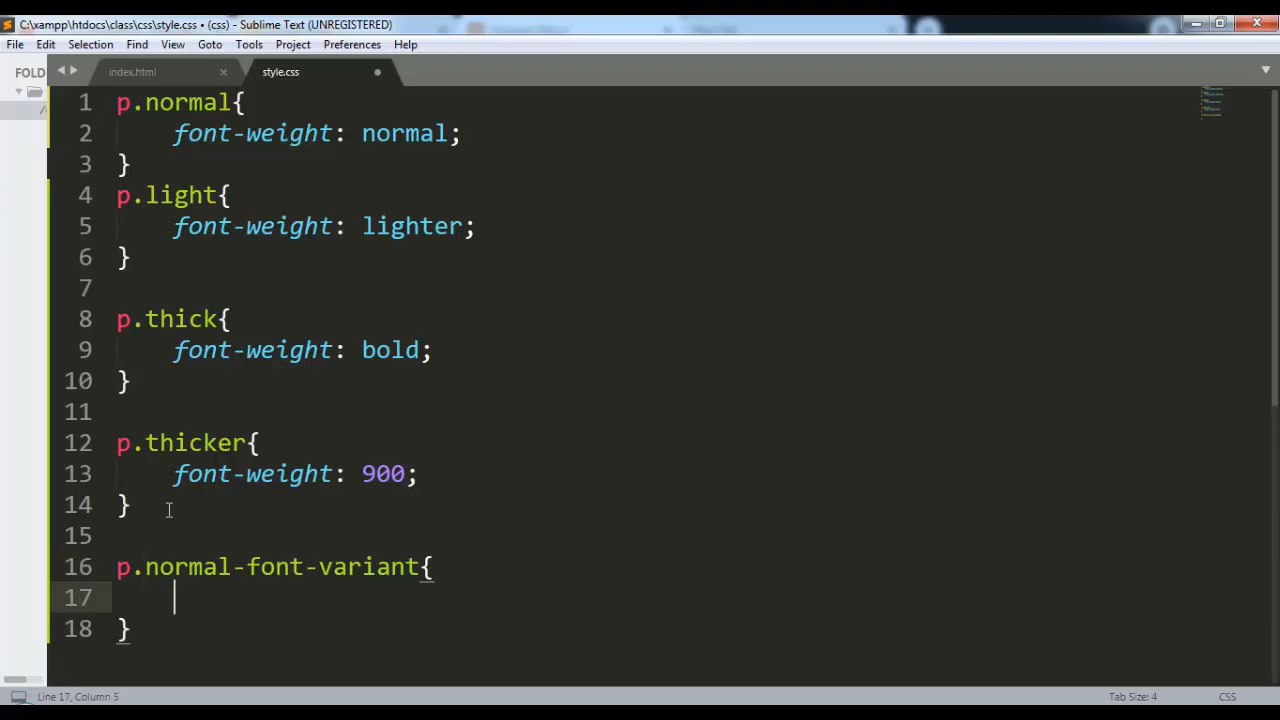 C:\xampp\htdocs\class\css\style.css • (css) - Sublime Text (UNREGISTERED)
File Edit Selection Find View Goto Tools Project Preferences Help
FOLD index.html × style.css
1 p.normal{
2 font-weight: normal;
3 }
4 p.light{
5 font-weight: lighter;
6 }
7
8 p.thick{
9 font-weight: bold;
10 }
11
12 p.thicker{
13 font-weight: 900;
14 }
15
16 p.normal-font-variant{
17
18 }
Line 17, Column 5 Tab Size: 4 CSS